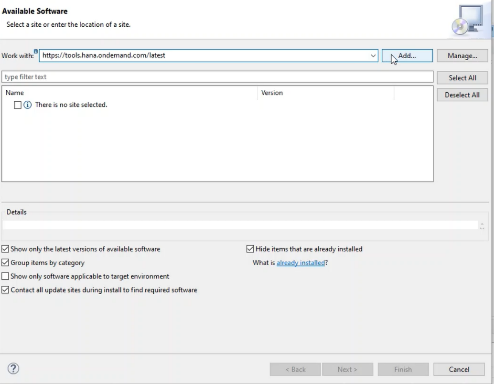 Available Software
Select a site or enter the location of a site.
Work with: https://tools.hana.ondemand.com/latest Add... Manage...
type filter text Select All
Name Version Deselect All
There is no site selected.
Details
Show only the latest versions of available software Hide items that are already installed
Group items by category What is already installed?
Show only software applicable to target environment
Contact all update sites during install to find required software
? < Back Next > Finish Cancel